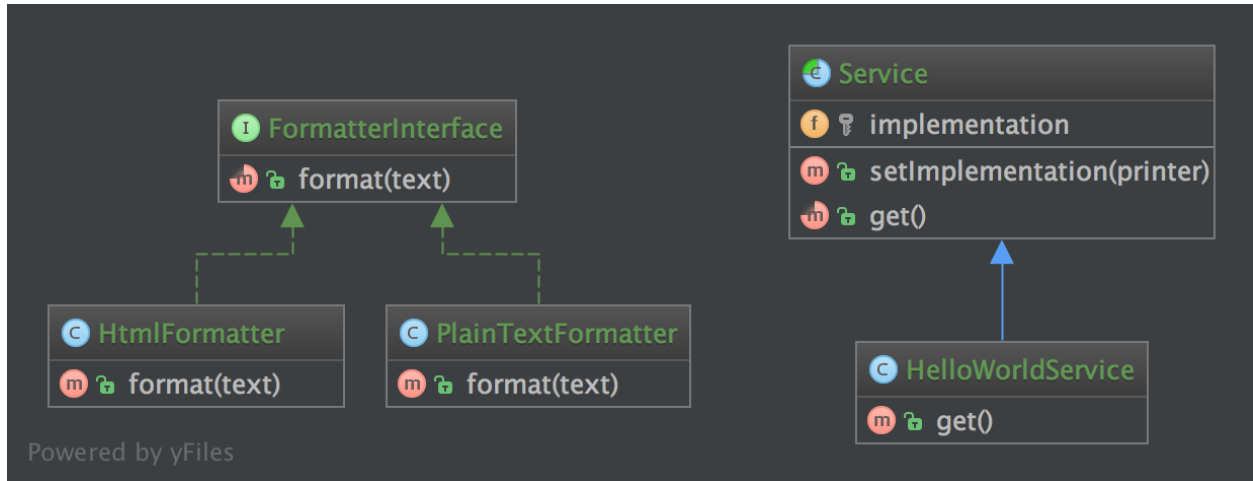 FormatterInterface
format(text)
HtmlFormatter
format(text)
PlainTextFormatter
format(text)
Service
implementation
setImplementation(printer)
get()
HelloWorldService
get()
Powered by yFiles